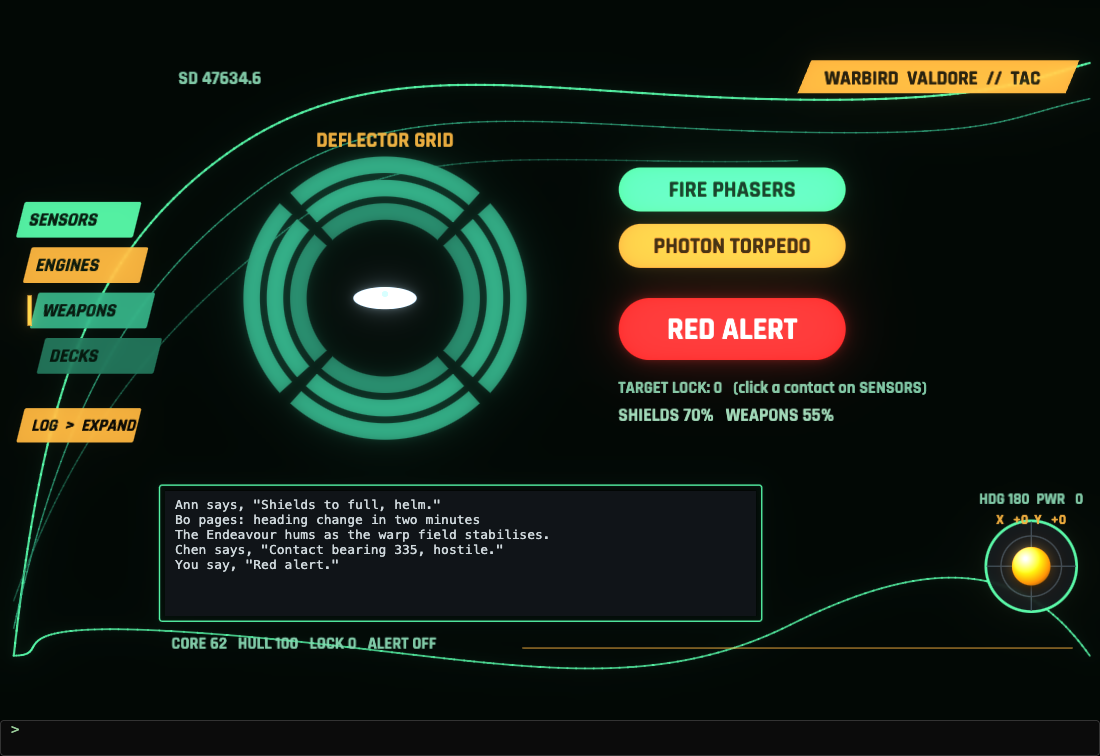 SD 47634.6
WARBIRD VALDORE // TAC
DEFLECTOR GRID
SENSORS
ENGINES
WEAPONS
DECKS
LOG > EXPAND
FIRE PHASERS
PHOTON TORPEDO
RED ALERT
TARGET LOCK: 0 (click a contact on SENSORS)
SHIELDS 70% WEAPONS 55%
Ann says, "Shields to full, helm."
Bo pages: heading change in two minutes
The Endeavour hums as the warp field stabilises.
Chen says, "Contact bearing 335, hostile."
You say, "Red alert."
HDG 180 PWR 0
X +0 Y +0
CORE 62 HULL 100 LOCK 0 ALERT OFF
>